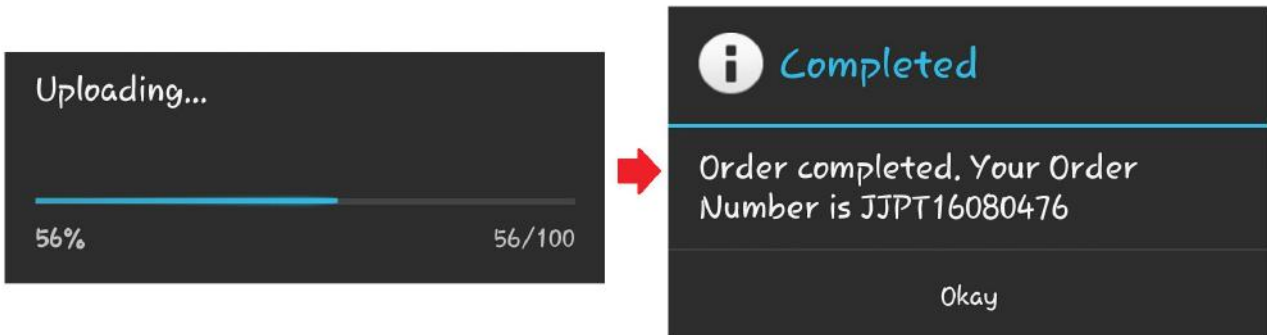 Uploading...
56%
56/100
Completed
Order completed. Your Order
Number is JJPT16080476
Okay